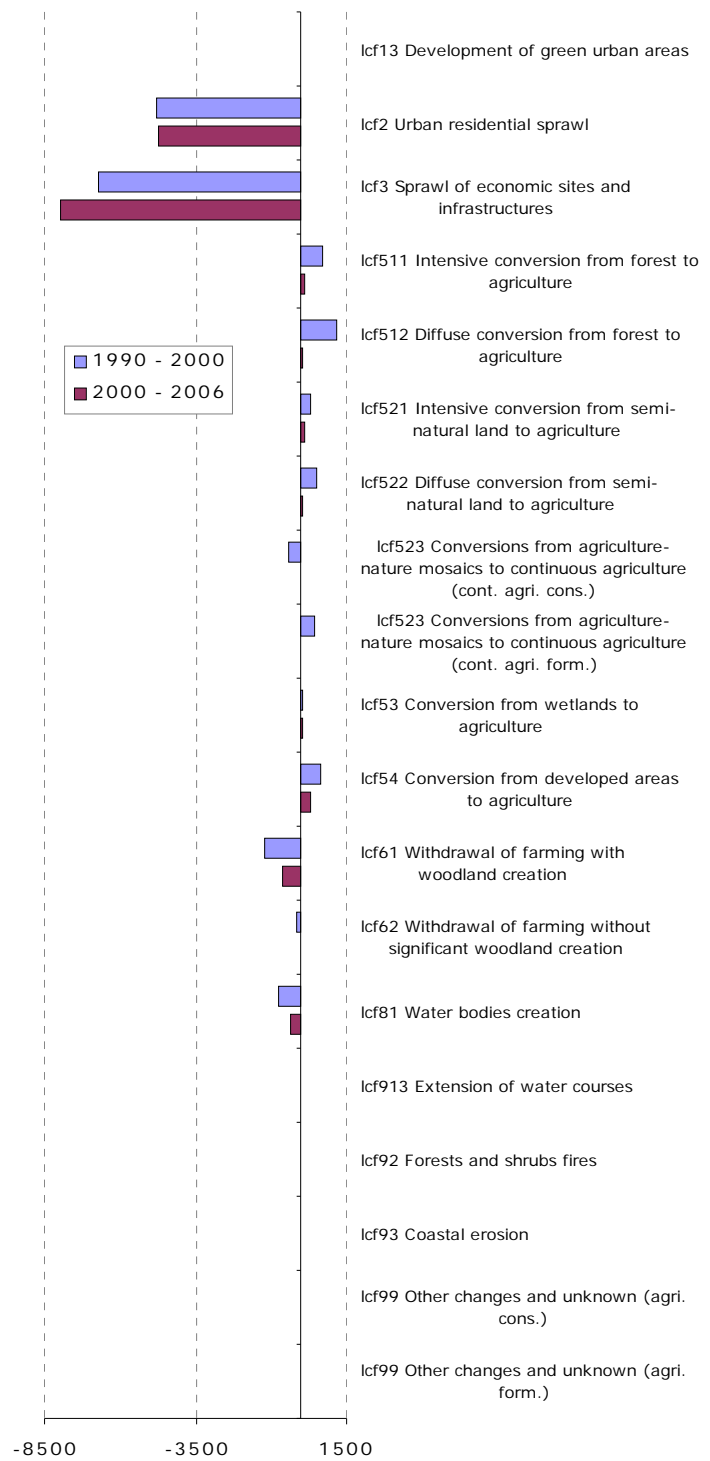 lcf13 Development of green urban areas
lcf2 Urban residential sprawl
lcf3 Sprawl of economic sites and
infrastructures
lcf511 Intensive conversion from forest to
agriculture
lcf512 Diffuse conversion from forest to
agriculture
1990 - 2000
2000 - 2006
lcf521 Intensive conversion from semi-
natural land to agriculture
lcf522 Diffuse conversion from semi-
natural land to agriculture
lcf523 Conversions from agriculture-
nature mosaics to continuous agriculture
(cont. agri. cons.)
lcf523 Conversions from agriculture-
nature mosaics to continuous agriculture
(cont. agri. form.)
lcf53 Conversion from wetlands to
agriculture
lcf54 Conversion from developed areas
to agriculture
lcf61 Withdrawal of farming with
woodland creation
lcf62 Withdrawal of farming without
significant woodland creation
lcf81 Water bodies creation
lcf913 Extension of water courses
lcf92 Forests and shrubs fires
lcf93 Coastal erosion
lcf99 Other changes and unknown (agri.
cons.)
lcf99 Other changes and unknown (agri.
form.)
-8500 -3500 1500